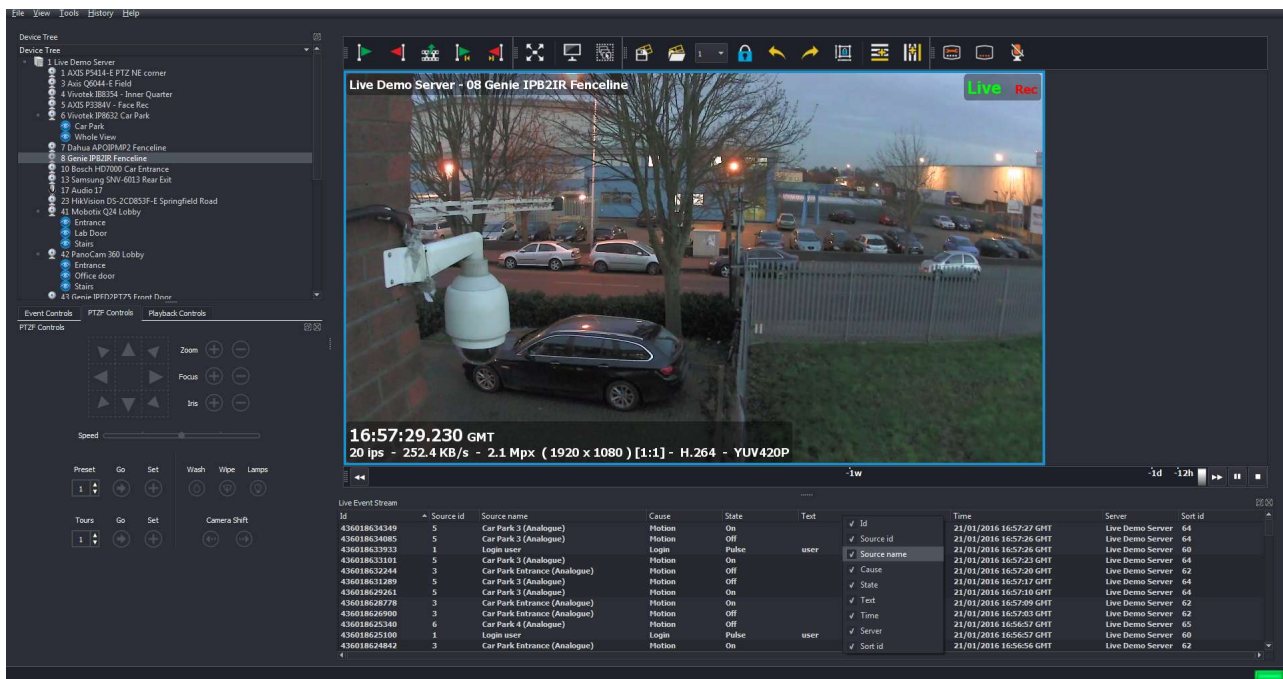 File View Tools History Help
Device Tree
Device Tree
1 Live Demo Server
1 AXIS P5414-E PTZ NE corner
3 Axis Q6044-E Field
4 Vivotek IB8354 - Inner Quarter
5 AXIS P3384V - Face Rec
6 Vivotek IP8632 Car Park
Car Park
Whole View
7 Dahua APOIPMP2 Fenceline
8 Genie IPB2IR Fenceline
10 Bosch HD7000 Car Entrance
13 Samsung SNV-6013 Rear Exit
17 Audio 17
23 HikVision DS-2CD853F-E Springfield Road
41 Mobotix Q24 Lobby
Entrance
Lab Door
Stairs
42 PanoCam 360 Lobby
Entrance
Office door
Stairs
43 Genie IPFD2PTZ5 Front Door
Event Controls PTZF Controls Playback Controls
PTZF Controls
Zoom
Focus
Iris
Speed
Preset Go Set Wash Wipe Lamps
1
Tours Go Set Camera Shift
1
1
Live Demo Server - 08 Genie IPB2IR Fenceline
Live Rec
16:57:29.230 GMT
20 ips - 252.4 KB/s - 2.1 Mpx ( 1920 x 1080 ) [1:1] - H.264 - YUV420P
-1w -1d -12h
Live Event Stream
Id Source id Source name Cause State Text Time Server Sort id
436018634349 5 Car Park 3 (Analogue) Motion On 21/01/2016 16:57:27 GMT Live Demo Server 64
436018634085 5 Car Park 3 (Analogue) Motion Off 21/01/2016 16:57:26 GMT Live Demo Server 64
436018633933 1 Login user Login Pulse user 21/01/2016 16:57:26 GMT Live Demo Server 60
436018633101 5 Car Park 3 (Analogue) Motion On 21/01/2016 16:57:23 GMT Live Demo Server 64
436018632244 3 Car Park Entrance (Analogue) Motion Off 21/01/2016 16:57:20 GMT Live Demo Server 62
436018631289 5 Car Park 3 (Analogue) Motion Off 21/01/2016 16:57:17 GMT Live Demo Server 64
436018629261 5 Car Park 3 (Analogue) Motion On 21/01/2016 16:57:10 GMT Live Demo Server 64
436018628778 3 Car Park Entrance (Analogue) Motion On 21/01/2016 16:57:09 GMT Live Demo Server 62
436018626900 3 Car Park Entrance (Analogue) Motion Off 21/01/2016 16:57:03 GMT Live Demo Server 62
436018625340 6 Car Park 4 (Analogue) Motion Off 21/01/2016 16:56:57 GMT Live Demo Server 65
436018625100 1 Login user Login Pulse user 21/01/2016 16:56:57 GMT Live Demo Server 60
436018624842 3 Car Park Entrance (Analogue) Motion On 21/01/2016 16:56:56 GMT Live Demo Server 62
Id
Source id
Source name
Cause
State
Text
Time
Server
Sort id